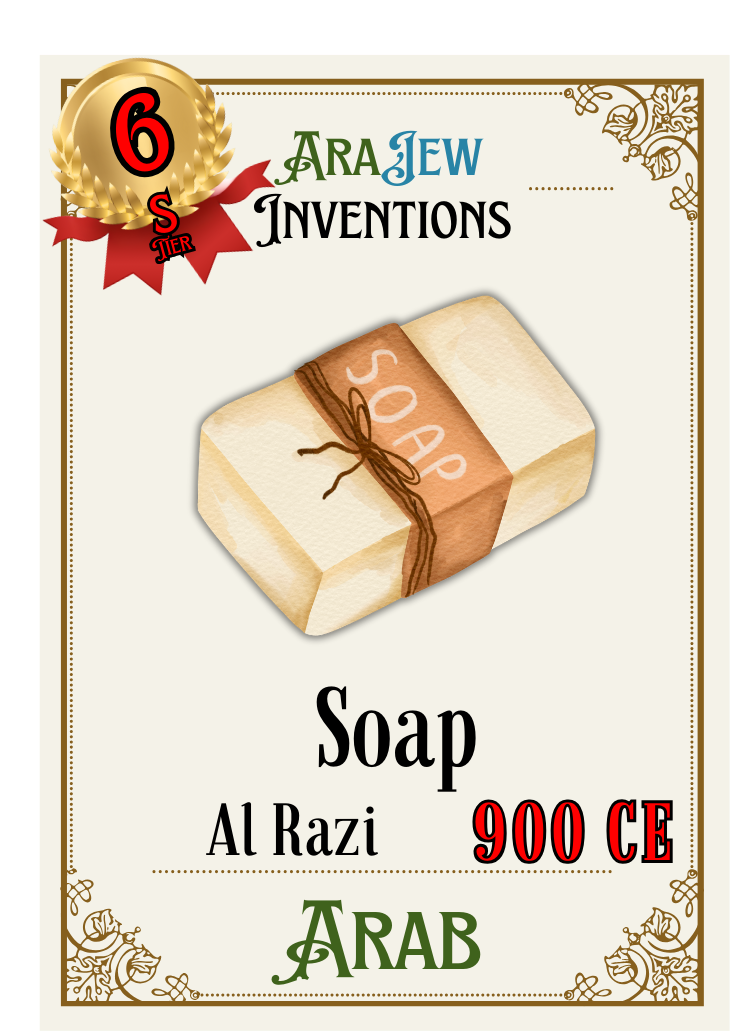 6
S
TIER
ARAJEW
INVENTIONS
SOAP
Soap
Al Razi
900 CE
ARAB